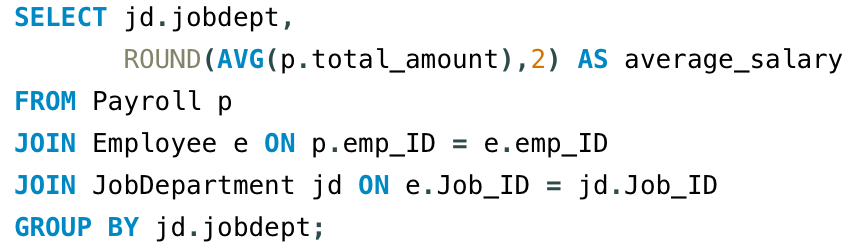 SELECT jd.jobdept,
       ROUND(AVG(p.total_amount),2) AS average_salary
FROM Payroll p
JOIN Employee e ON p.emp_ID = e.emp_ID
JOIN JobDepartment jd ON e.Job_ID = jd.Job_ID
GROUP BY jd.jobdept;